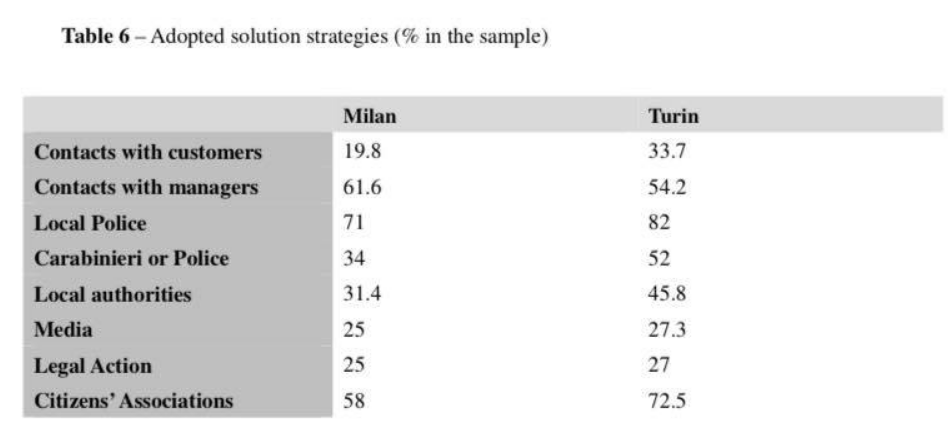 Table 6 – Adopted solution strategies (% in the sample)
Milan Turin
Contacts with customers 19.8 33.7
Contacts with managers 61.6 54.2
Local Police 71 82
Carabinieri or Police 34 52
Local authorities 31.4 45.8
Media 25 27.3
Legal Action 25 27
Citizens’ Associations 58 72.5